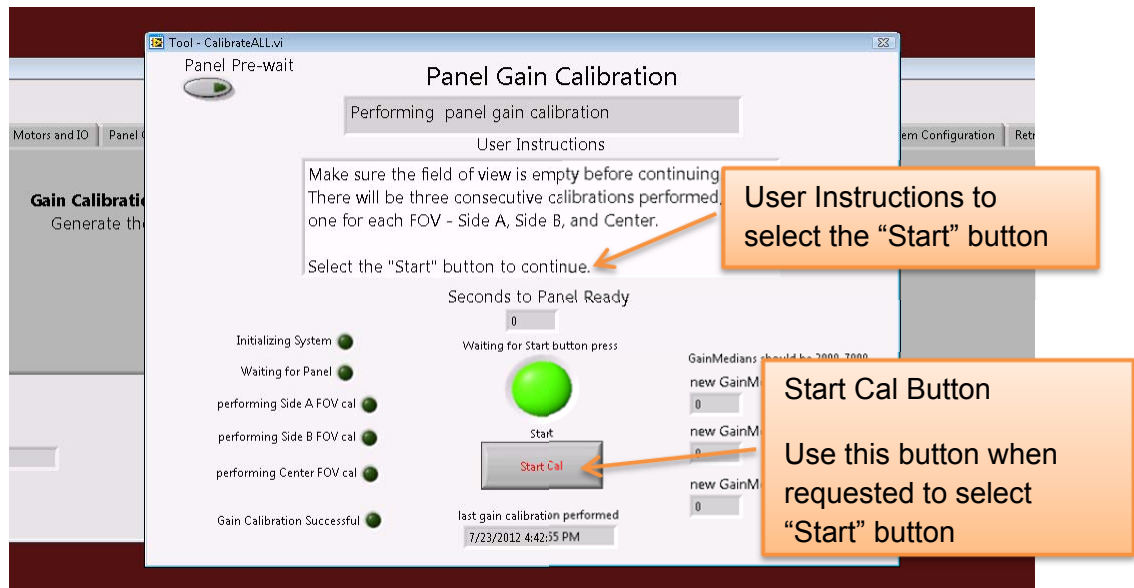 Tool - CalibrateALL.vi
Panel Pre-wait
Panel Gain Calibration
Performing panel gain calibration
User Instructions
Motors and IO
Panel
Configuration
Make sure the field of view is empty before continuing
There will be three consecutive calibrations performed,
one for each FOV - Side A, Side B, and Center.
Select the "Start" button to continue.
Gain
Generate
User Instructions to
select the “Start” button
Seconds to Panel Ready
0
Initializing System
Waiting for Panel
performing Side A FOV cal
performing Side B FOV cal
performing Center FOV cal
Gain Calibration Successful
Waiting for Start button press
Start
Start Cal
last gain calibration performed
7/23/2012 4:42:55 PM
GainMedians should be
new
0
new
new
0
Start Cal Button
Use this button when
requested to select
“Start” button